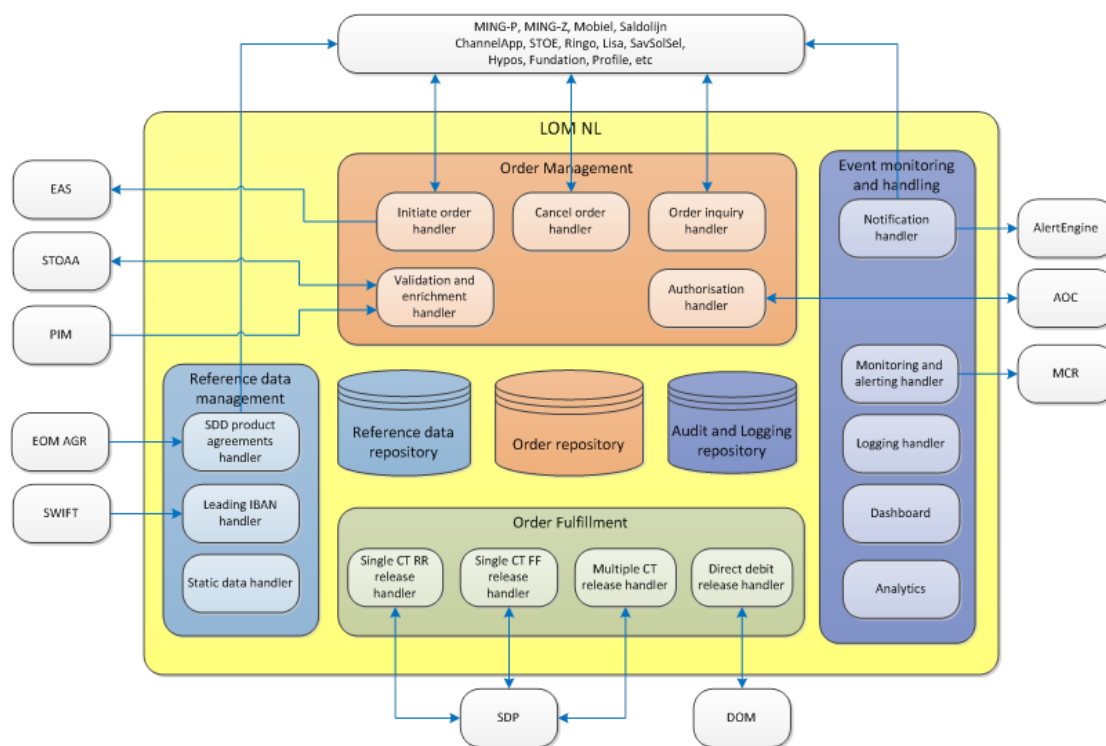 MING-P, MING-Z, Mobiel, Saldolijn
ChannelApp, STOE, Ringo, Lisa, SavSolSel,
Hypos, Fundation, Profile, etc
LOM NL
Order Management
Initiate order
handler
Cancel order
handler
Order inquiry
handler
Validation and
enrichment
handler
Authorisation
handler
Event monitoring
and handling
Notification
handler
Monitoring and
alerting handler
Logging handler
Dashboard
Analytics
EAS
STOAA
PIM
EOM AGR
SWIFT
AlertEngine
AOC
MCR
Reference data
management
SDD product
agreements
handler
Leading IBAN
handler
Static data handler
Reference data
repository
Order repository
Audit and Logging
repository
Order Fulfillment
Single CT RR
release
handler
Single CT FF
release
handler
Multiple CT
release handler
Direct debit
release handler
SDP
DOM